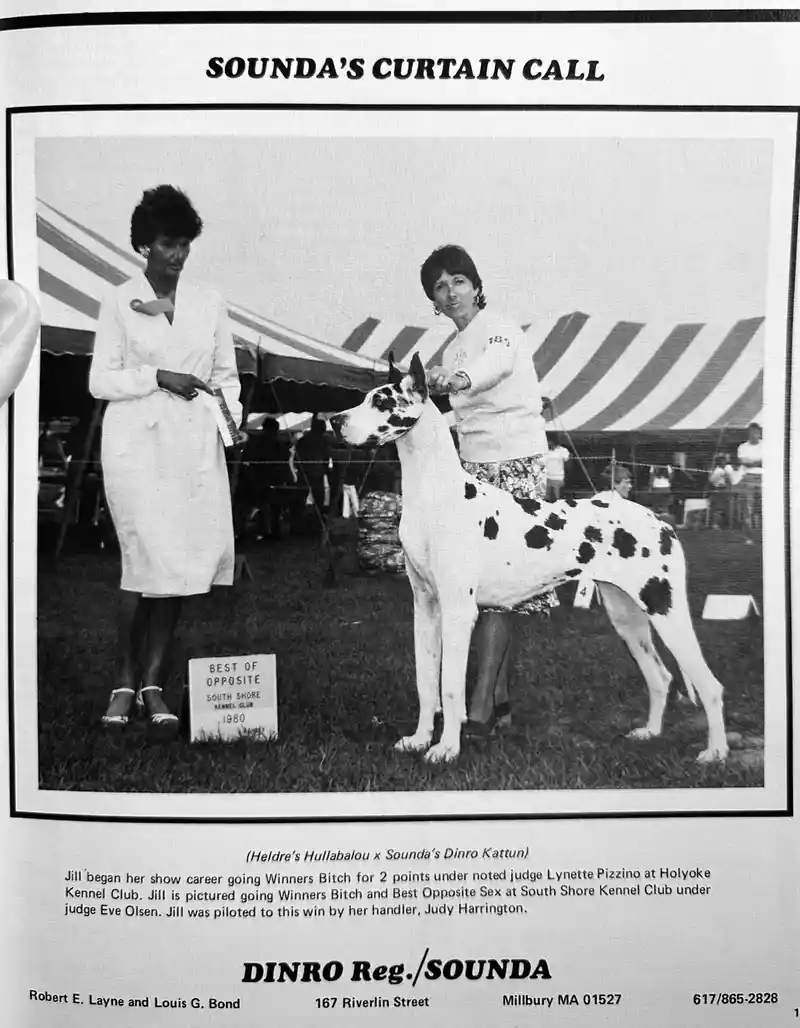 SOUNDA'S CURTAIN CALL
187
4
BEST OF
OPPOSITE
SOUTH SHORE
KENNEL CLUB
1980
(Heldre's Hullabalou x Sounda's Dinro Kattun)
Jill began her show career going Winners Bitch for 2 points under noted judge Lynette Pizzino at Holyoke
Kennel Club. Jill is pictured going Winners Bitch and Best Opposite Sex at South Shore Kennel Club under
judge Eve Olsen. Jill was piloted to this win by her handler, Judy Harrington.
DINRO Reg./SOUNDA
Robert E. Layne and Louis G. Bond 167 Riverlin Street Millbury MA 01527 617/865-2828